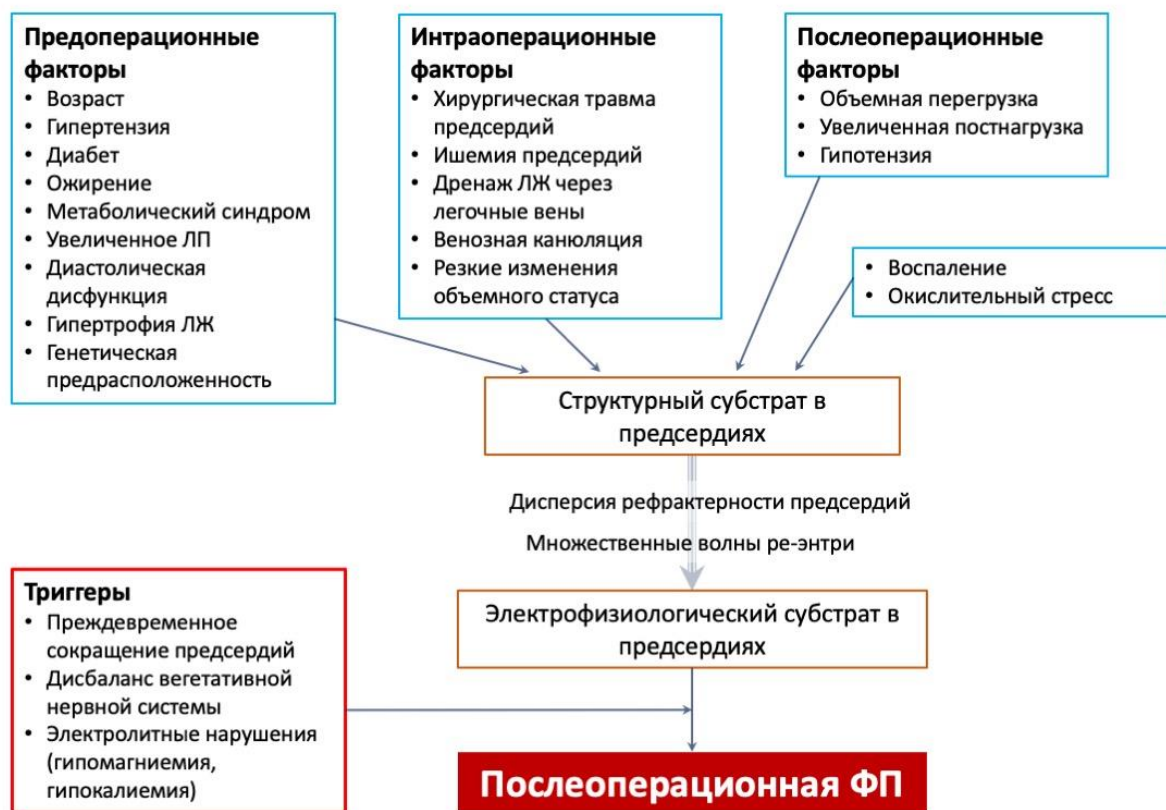 Предоперационные
факторы
• Возраст
• Гипертензия
• Диабет
• Ожирение
• Метаболический синдром
• Увеличенное ЛП
• Диастолическая
дисфункция
• Гипертрофия ЛЖ
• Генетическая
предрасположенность
Интраоперационные
факторы
• Хирургическая травма
предсердий
• Ишемия предсердий
• Дренаж ЛЖ через
легочные вены
• Венозная канюляция
• Резкие изменения
объемного статуса
Послеоперационные
факторы
• Объемная перегрузка
• Увеличенная постнагрузка
• Гипотензия
• Воспаление
• Окислительный стресс
Структурный субстрат в
предсердиях
Дисперсия рефрактерности предсердий
Множественные волны ре-энтри
Электрофизиологический субстрат в
предсердиях
Триггеры
• Преждевременное
сокращение предсердий
• Дисбаланс вегетативной
нервной системы
• Электролитные нарушения
(гипомагниемия,
гипокалиемия)
Послеоперационная ФП